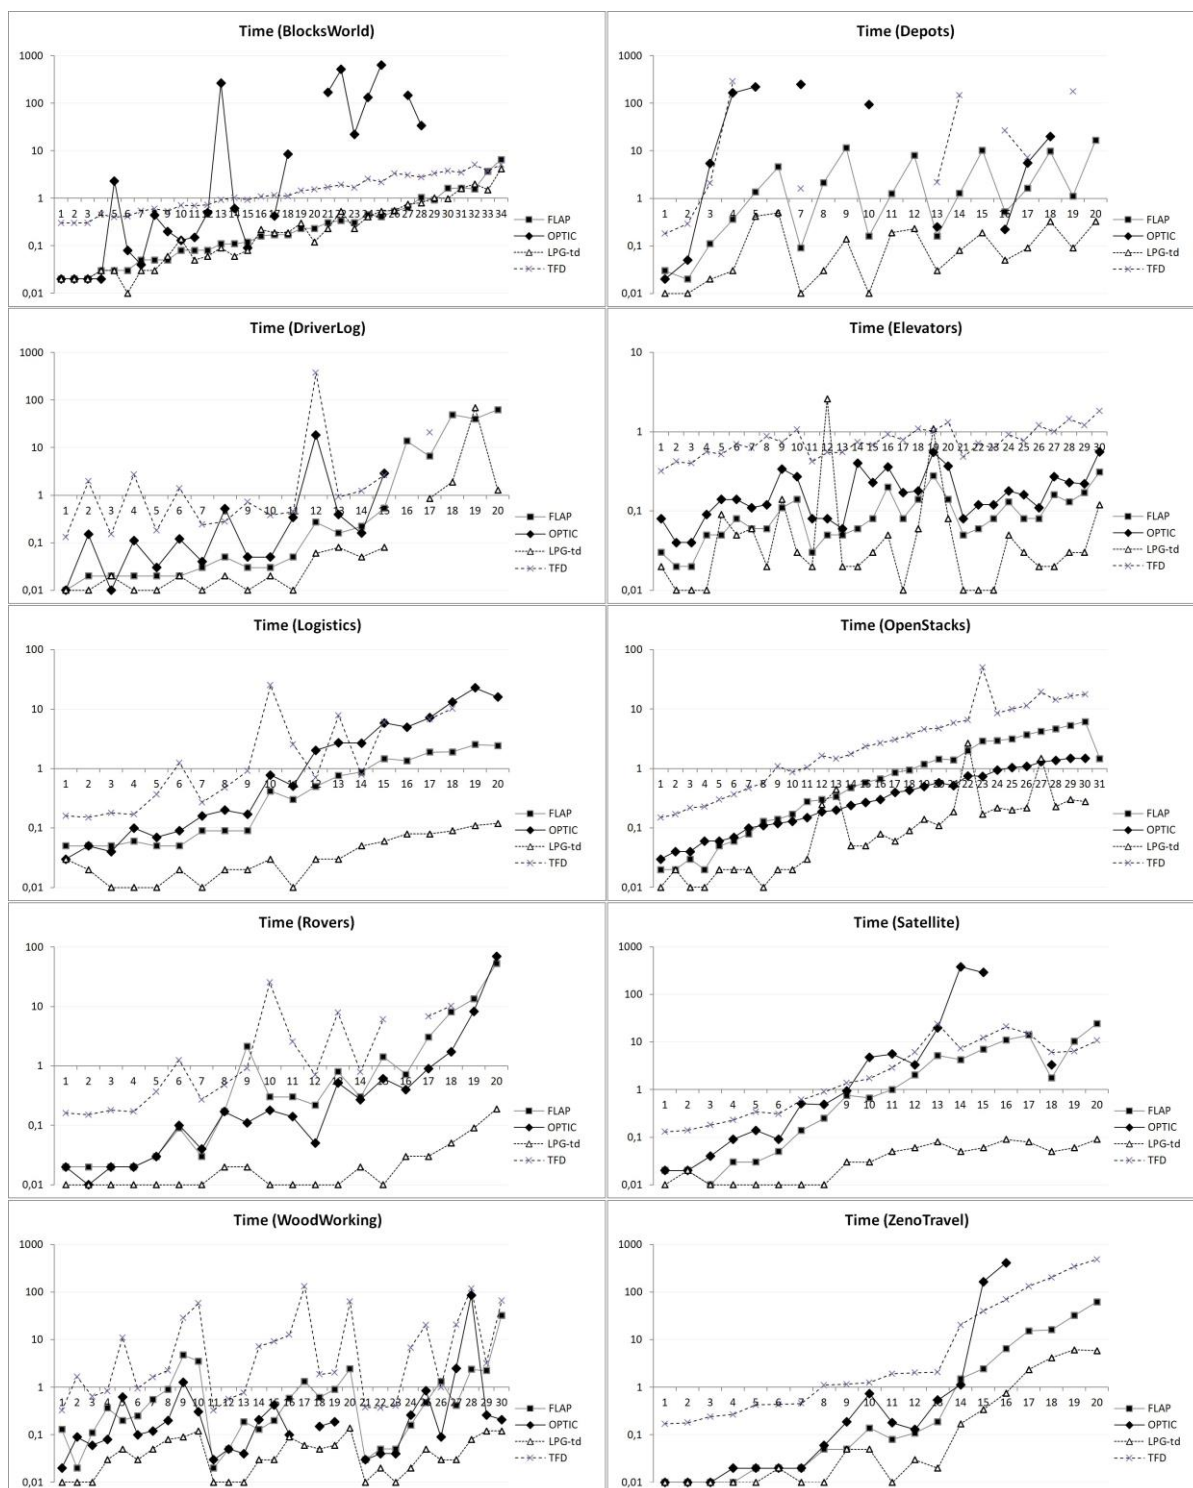 Time (BlocksWorld)
1000
100
10
1
0,1
0,01
1 2 3 4 5 6 7 8 9 10 11 12 13 14 15 16 17 18 19 20 21 22 23 24 25 26 27 28 29 30 31 32 33 34
FLAP
OPTIC
LPG-td
TFD
Time (Depots)
1000
100
10
1
0,1
0,01
1 2 3 4 5 6 7 8 9 10 11 12 13 14 15 16 17 18 19 20
FLAP
OPTIC
LPG-td
TFD
Time (DriverLog)
1000
100
10
1
0,1
0,01
1 2 3 4 5 6 7 8 9 10 11 12 13 14 15 16 17 18 19 20
FLAP
OPTIC
LPG-td
TFD
Time (Elevators)
10
1
0,1
0,01
1 2 3 4 5 6 7 8 9 10 11 12 13 14 15 16 17 18 19 20 21 22 23 24 25 26 27 28 29 30
FLAP
OPTIC
LPG-td
TFD
Time (Logistics)
100
10
1
0,1
0,01
1 2 3 4 5 6 7 8 9 10 11 12 13 14 15 16 17 18 19 20
FLAP
OPTIC
LPG-td
TFD
Time (OpenStacks)
100
10
1
0,1
0,01
1 2 3 4 5 6 7 8 9 10 11 12 13 14 15 16 17 18 19 20 21 22 23 24 25 26 27 28 29 30 31
FLAP
OPTIC
LPG-td
TFD
Time (Rovers)
100
10
1
0,1
0,01
1 2 3 4 5 6 7 8 9 10 11 12 13 14 15 16 17 18 19 20
FLAP
OPTIC
LPG-td
TFD
Time (Satellite)
1000
100
10
1
0,1
0,01
1 2 3 4 5 6 7 8 9 10 11 12 13 14 15 16 17 18 19 20
FLAP
OPTIC
LPG-td
TFD
Time (WoodWorking)
1000
100
10
1
0,1
0,01
1 2 3 4 5 6 7 8 9 10 11 12 13 14 15 16 17 18 19 20 21 22 23 24 25 26 27 28 29 30
FLAP
OPTIC
LPG-td
TFD
Time (ZenoTravel)
1000
100
10
1
0,1
0,01
1 2 3 4 5 6 7 8 9 10 11 12 13 14 15 16 17 18 19 20
FLAP
OPTIC
LPG-td
TFD